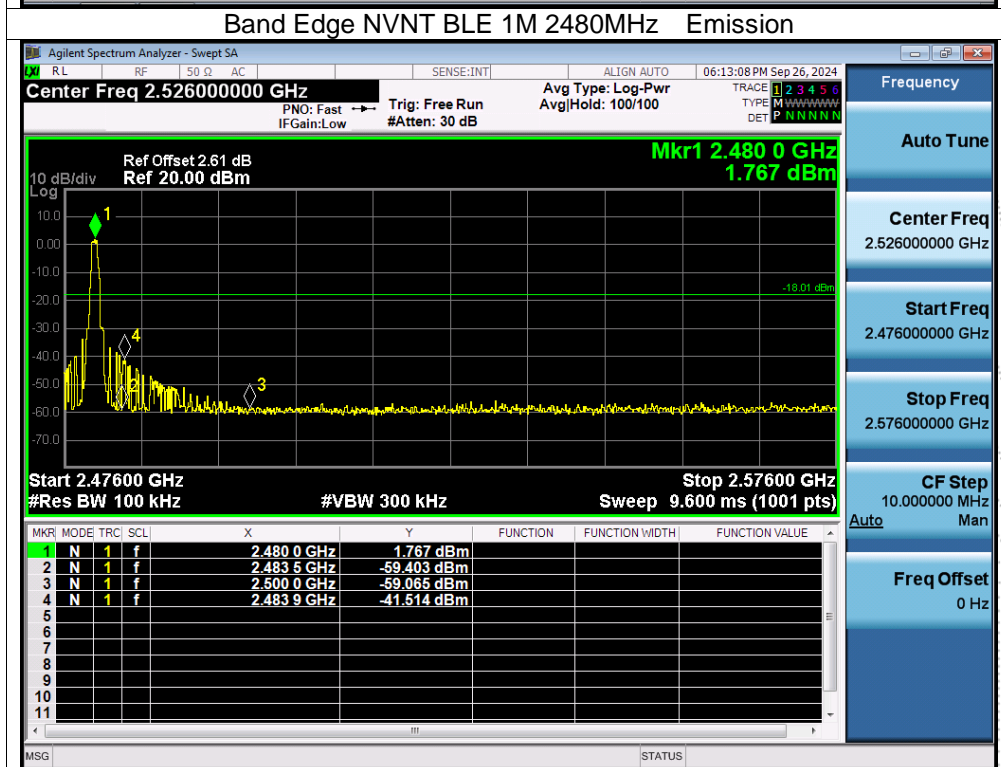 Band Edge NVNT BLE 1M 2480MHz Emission
Agilent Spectrum Analyzer - Swept SA
LXI RL RF 50 Ω AC SENSE:INT ALIGN AUTO 06:13:08 PM Sep 26, 2024
Center Freq 2.526000000 GHz
PNO: Fast
IFGain:Low
Trig: Free Run
#Atten: 30 dB
Avg Type: Log-Pwr
Avg|Hold: 100/100
TRACE 1 2 3 4 5 6
TYPE M WWWWW
DET P N N N N N
Frequency
Mkr1 2.480 0 GHz
1.767 dBm
Ref Offset 2.61 dB
Ref 20.00 dBm
10 dB/div
Log
10.0
0.00
-10.0
-20.0
-30.0
-40.0
-50.0
-60.0
-70.0
1
2
3
4
-18.01 dBm
Start 2.47600 GHz Stop 2.57600 GHz
#Res BW 100 kHz #VBW 300 kHz Sweep 9.600 ms (1001 pts)
MKR MODE TRC SCL X Y FUNCTION FUNCTION WIDTH FUNCTION VALUE
1 N 1 f 2.480 0 GHz 1.767 dBm
2 N 1 f 2.483 5 GHz -59.403 dBm
3 N 1 f 2.500 0 GHz -59.065 dBm
4 N 1 f 2.483 9 GHz -41.514 dBm
5
6
7
8
9
10
11
Auto Tune
Center Freq
2.526000000 GHz
Start Freq
2.476000000 GHz
Stop Freq
2.576000000 GHz
CF Step
10.000000 MHz
Auto Man
Freq Offset
0 Hz
MSG STATUS